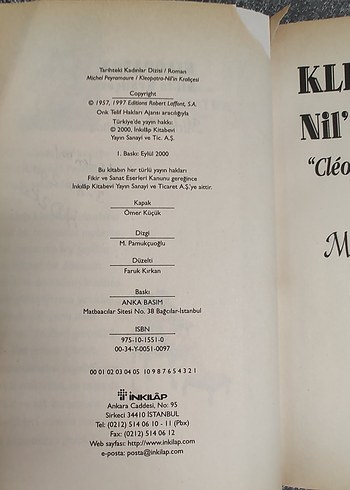 Tarihteki Kadınlar Dizisi / Roman
Michel Peyramaure / Kleopatra-Nil'in Kraliçesi
Copyright
© 1957, 1997 Editions Robert Laffont, S.A.
Onk Telif Hakları Ajansı aracılığıyla
Türkiye'de yayın hakkı:
© 2000, İnkılâp Kitabevi
Yayın Sanayi ve Tic. A.Ş.
1. Baskı: Eylül 2000
Bu kitabın her türlü yayın hakları
Fikir ve Sanat Eserleri Kanunu gereğince
İnkılâp Kitabevi Yayın Sanayi ve Ticaret A.Ş.'ye aittir.
Kapak
Ömer Küçük
Dizgi
M. Pamukçuoğlu
Düzelti
Faruk Kırkan
Baskı
ANKA BASIM
Matbaacılar Sitesi No. 38 Bağcılar-İstanbul
ISBN
975-10-1551-0
00-34-Y-0051-0097
00 01 02 03 04 05 10 9 8 7 6 5 4 3 2 1
İNKILÂP
Ankara Caddesi, No: 95
Sirkeci 34410 İSTANBUL
Tel: (0212) 514 06 10 - 11 (Pbx)
Fax: (0212) 514 06 12
Web sayfası: http://www.inkilap.com
e-posta: posta@inkilap.com
KLE
Nil'
"Cléo
M